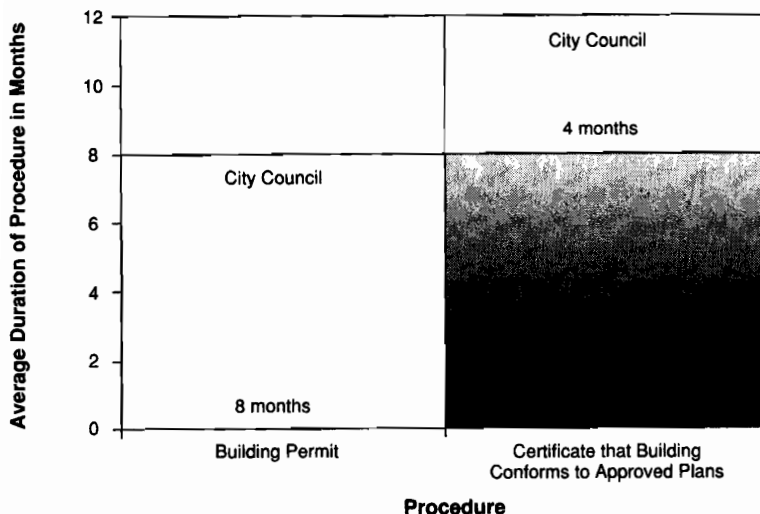 Average Duration of Procedure in Months
12
10
8
6
4
2
0
City Council
4 months
City Council
8 months
Building Permit
Certificate that Building
Conforms to Approved Plans
Procedure